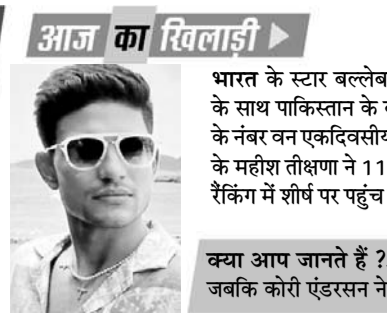 आज का खिलाड़ी
भारत के स्टार बल्लेब
के साथ पाकिस्तान के
के नंबर वन एकदिवसीय
के महीश तीक्षणा ने 11
रैंकिंग में शीर्ष पर पहुंच
क्या आप जानते हैं ?
जबकि कोरी एंडरसन ने